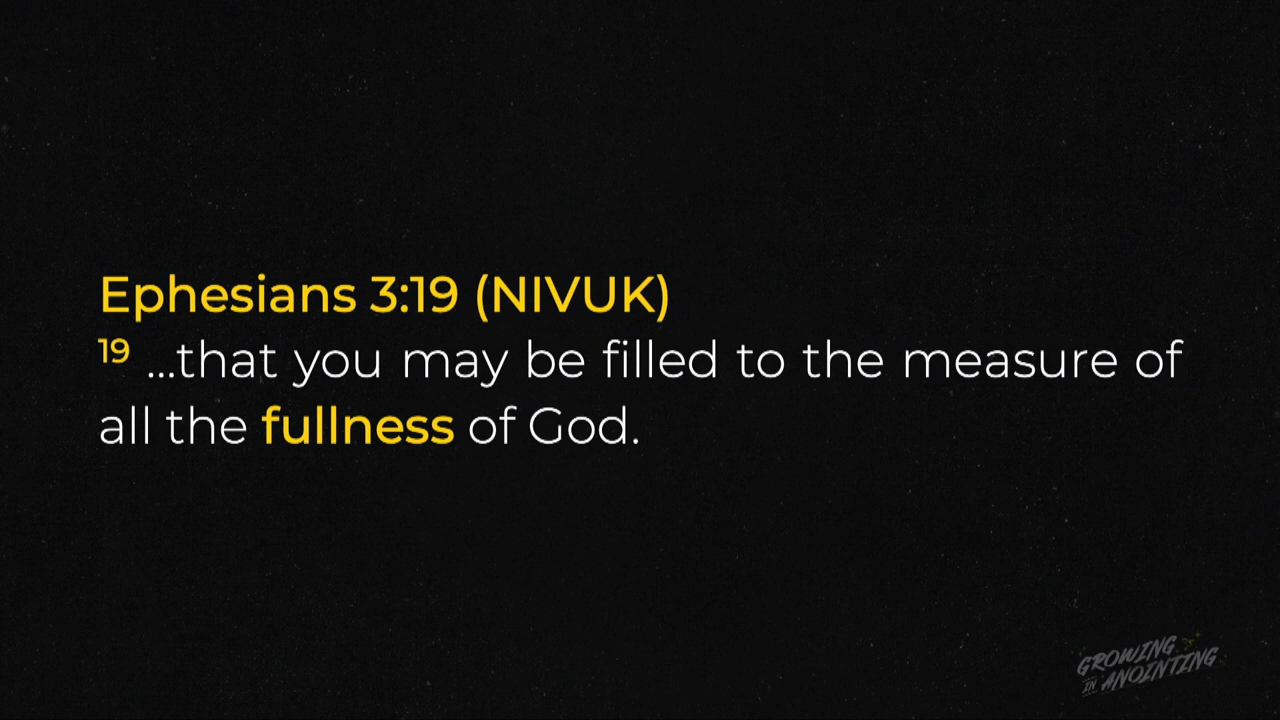 Ephesians 3:19 (NIVUK)
19 ...that you may be filled to the measure of
all the fullness of God.
GROWING
IN ANOINTING